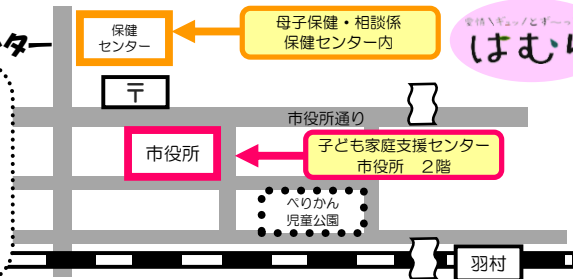 保健
センター
母子保健・相談係
保健センター内
ンター
はむ
〒
市役所通り
市役所
子ども家庭支援センター
市役所　2階
ぺりかん
児童公園
羽村